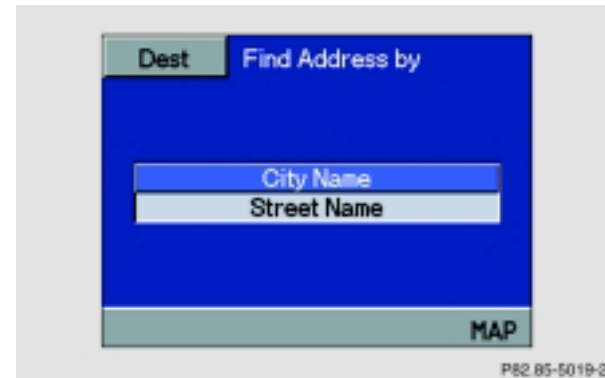 Dest Find Address by
City Name
Street Name
MAP
P82.85-5019-2